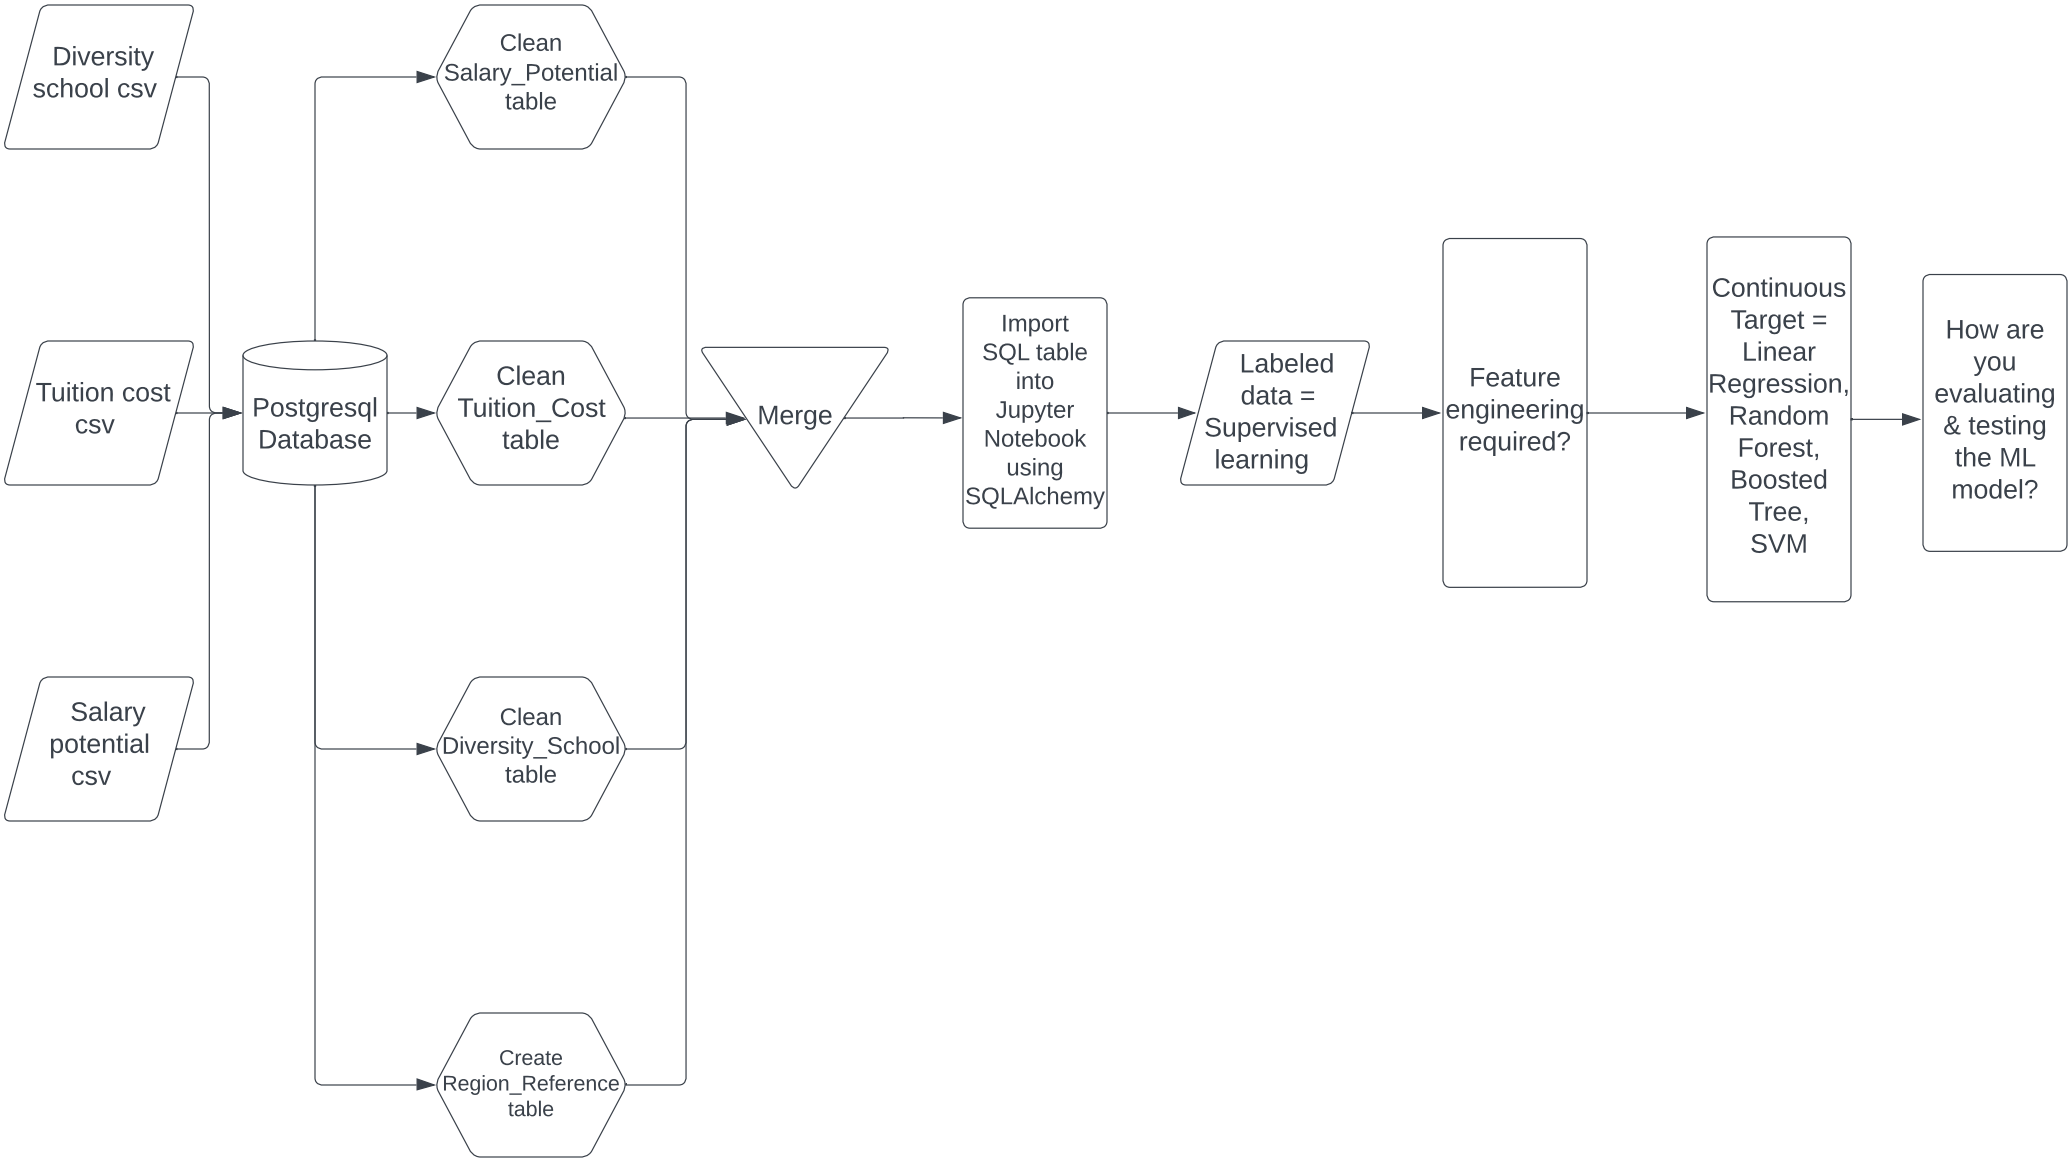 Diversity
school csv
Tuition cost
csv
Salary
potential
csv
Postgresql
Database
Clean
Salary_Potential
table
Clean
Tuition_Cost
table
Clean
Diversity_School
table
Create
Region_Reference
table
Merge
Import
SQL table
into
Jupyter
Notebook
using
SQLAlchemy
Labeled
data =
Supervised
learning
Feature
engineering
required?
Continuous
Target =
Linear
Regression,
Random
Forest,
Boosted
Tree,
SVM
How are
you
evaluating
& testing
the ML
model?